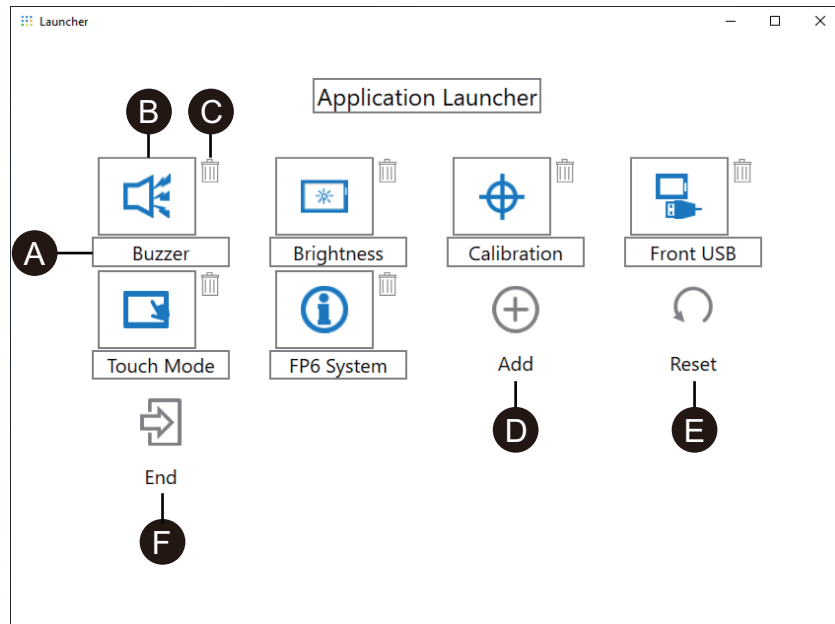 Launcher
Application Launcher
B C
A
Buzzer Brightness Calibration Front USB
Touch Mode FP6 System Add Reset
D E
End
F